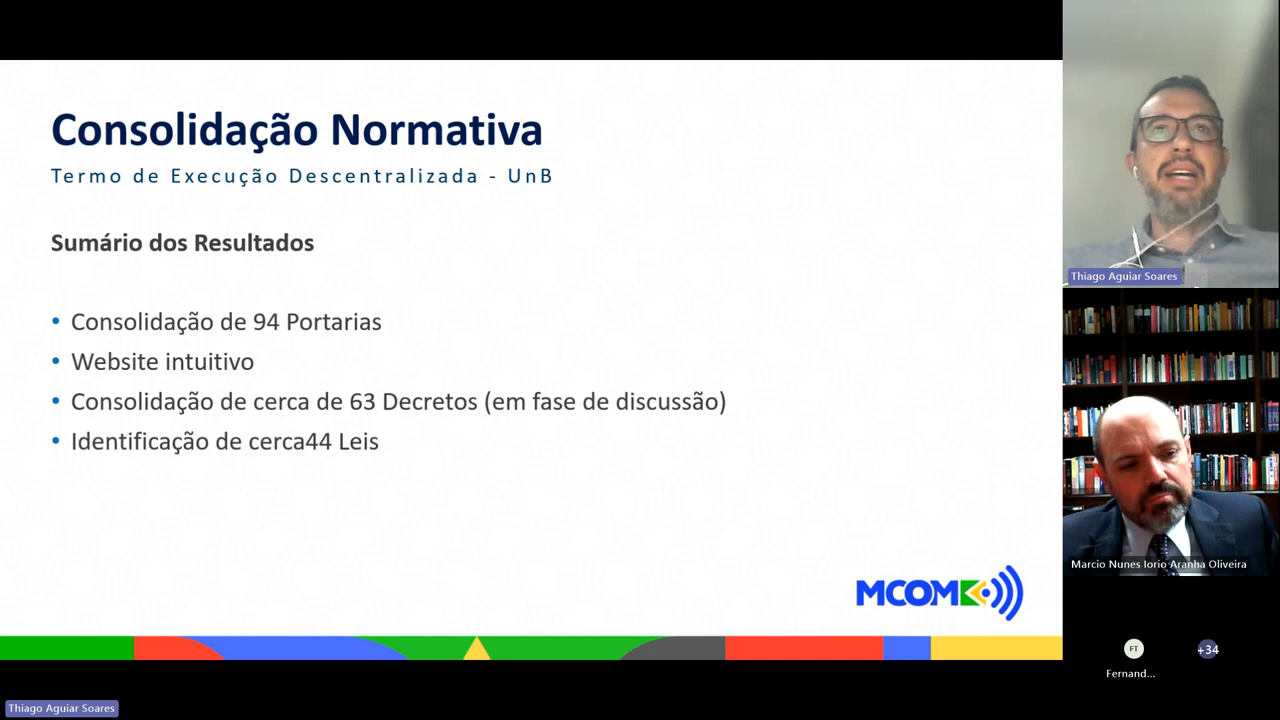 Consolidação Normativa
Termo de Execução Descentralizada - UnB
Sumário dos Resultados
• Consolidação de 94 Portarias
• Website intuitivo
• Consolidação de cerca de 63 Decretos (em fase de discussão)
• Identificação de cerca44 Leis
MCOM
Thiago Aguiar Soares
Marcio Nunes Iorio Aranha Oliveira
FT
+34
Fernand...
Thiago Aguiar Soares